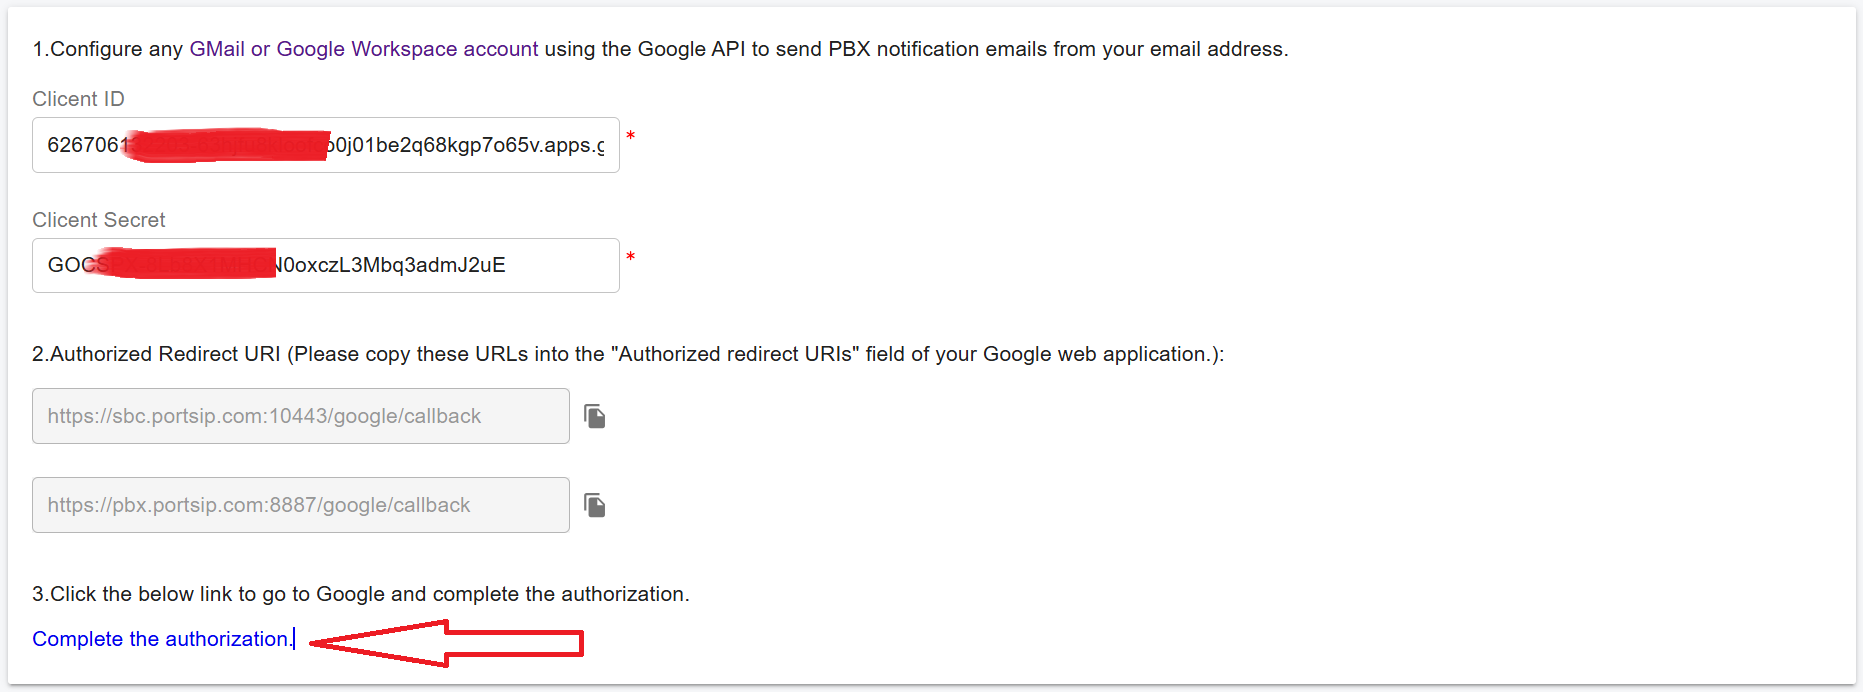 1.Configure any GMail or Google Workspace account using the Google API to send PBX notification emails from your email address.
Clicent ID
6267061 0j01be2q68kgp7o65v.apps.g
*
Clicent Secret
GOC N0oxczL3Mbq3admJ2uE
*
2.Authorized Redirect URI (Please copy these URLs into the "Authorized redirect URIs" field of your Google web application.):
https://sbc.portsip.com:10443/google/callback
https://pbx.portsip.com:8887/google/callback
3.Click the below link to go to Google and complete the authorization.
Complete the authorization.